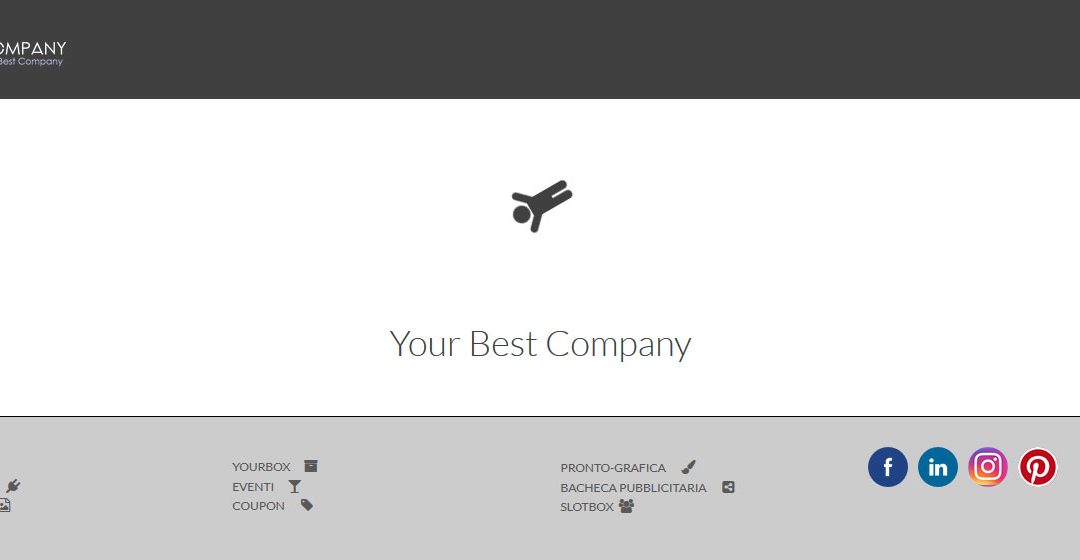 OMPANY
Best Company
Your Best Company
YOURBOX
EVENTI
COUPON
PRONTO-GRAFICA
BACHECA PUBBLICITARIA
SLOTBOX
f
in